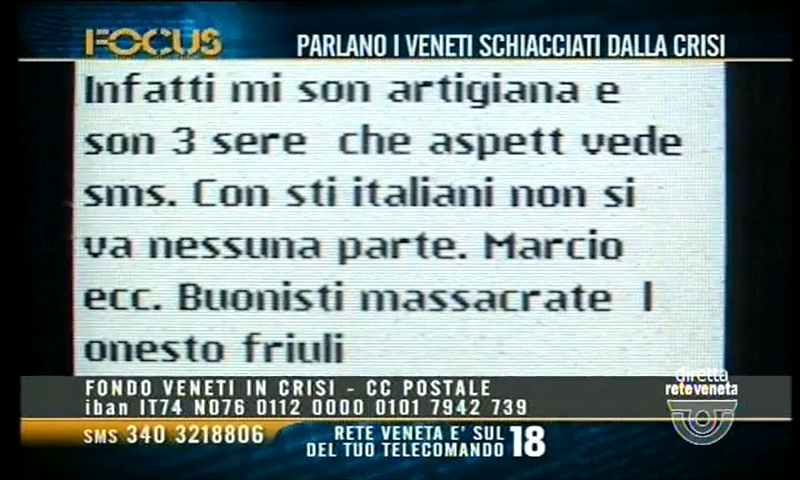 FOCUS
PARLANO I VENETI SCHIACCIATI DALLA CRISI
Infatti mi son artigiana e
son 3 sere che aspett vede
sms. Con sti italiani non si
va nessuna parte. Marcio
ecc. Buonisti massacrate l
onesto friuli
diretta
reteveneta
FONDO VENETI IN CRISI - CC POSTALE
iban IT74 N076 0112 0000 0101 7942 739
SMS 340 3218806
RETE VENETA E' SUL
DEL TUO TELECOMANDO 18